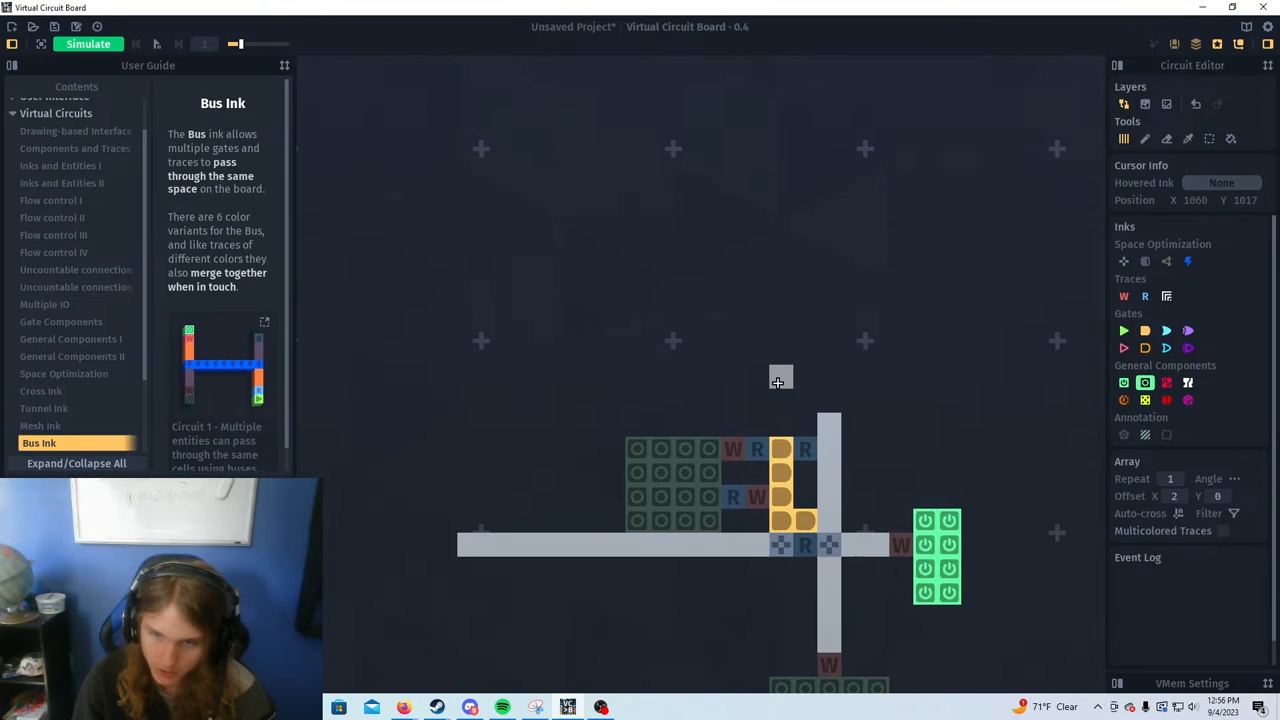 Virtual Circuit Board
Unsaved Project* Virtual Circuit Board · 0.4
Simulate
1
User Guide
Contents
Virtual Circuits
Drawing-based Interface
Components and Traces
Inks and Entities I
Inks and Entities II
Flow control I
Flow control II
Flow control III
Flow control IV
Uncountable connection
Uncountable connection
Multiple IO
Gate Components
General Components I
General Components II
Space Optimization
Cross Ink
Tunnel Ink
Mesh Ink
Bus Ink
Expand/Collapse All
Bus Ink
The Bus ink allows
multiple gates and
traces to pass
through the same
space on the board.
There are 6 color
variants for the Bus,
and like traces of
different colors they
also merge together
when in touch.
Circuit 1 - Multiple
entities can pass
through the same
cells using buses
W R R
R W
R W
W
Circuit Editor
Layers
Tools
Cursor Info
Hovered Ink None
Position X 1060 Y 1017
Inks
Space Optimization
Traces
W R
Gates
General Components
Annotation
Array
Repeat 1 Angle
Offset X 2 Y 0
Auto-cross Filter
Multicolored Traces
Event Log
VMem Settings
71°F Clear
12:56 PM
9/4/2023